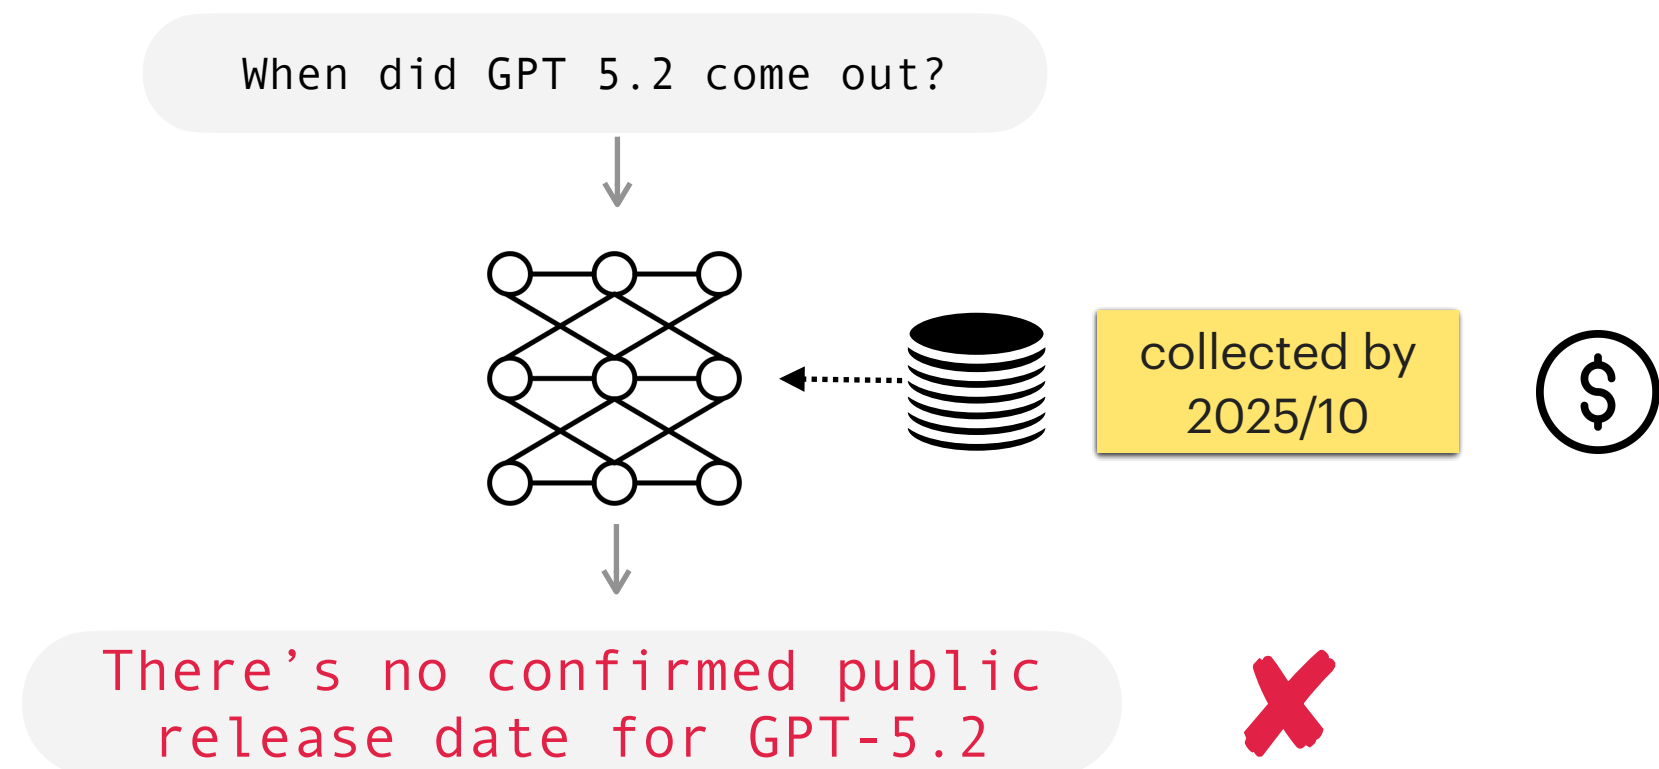 When did GPT 5.2 come out?
collected by
2025/10
$
There’s no confirmed public
release date for GPT-5.2